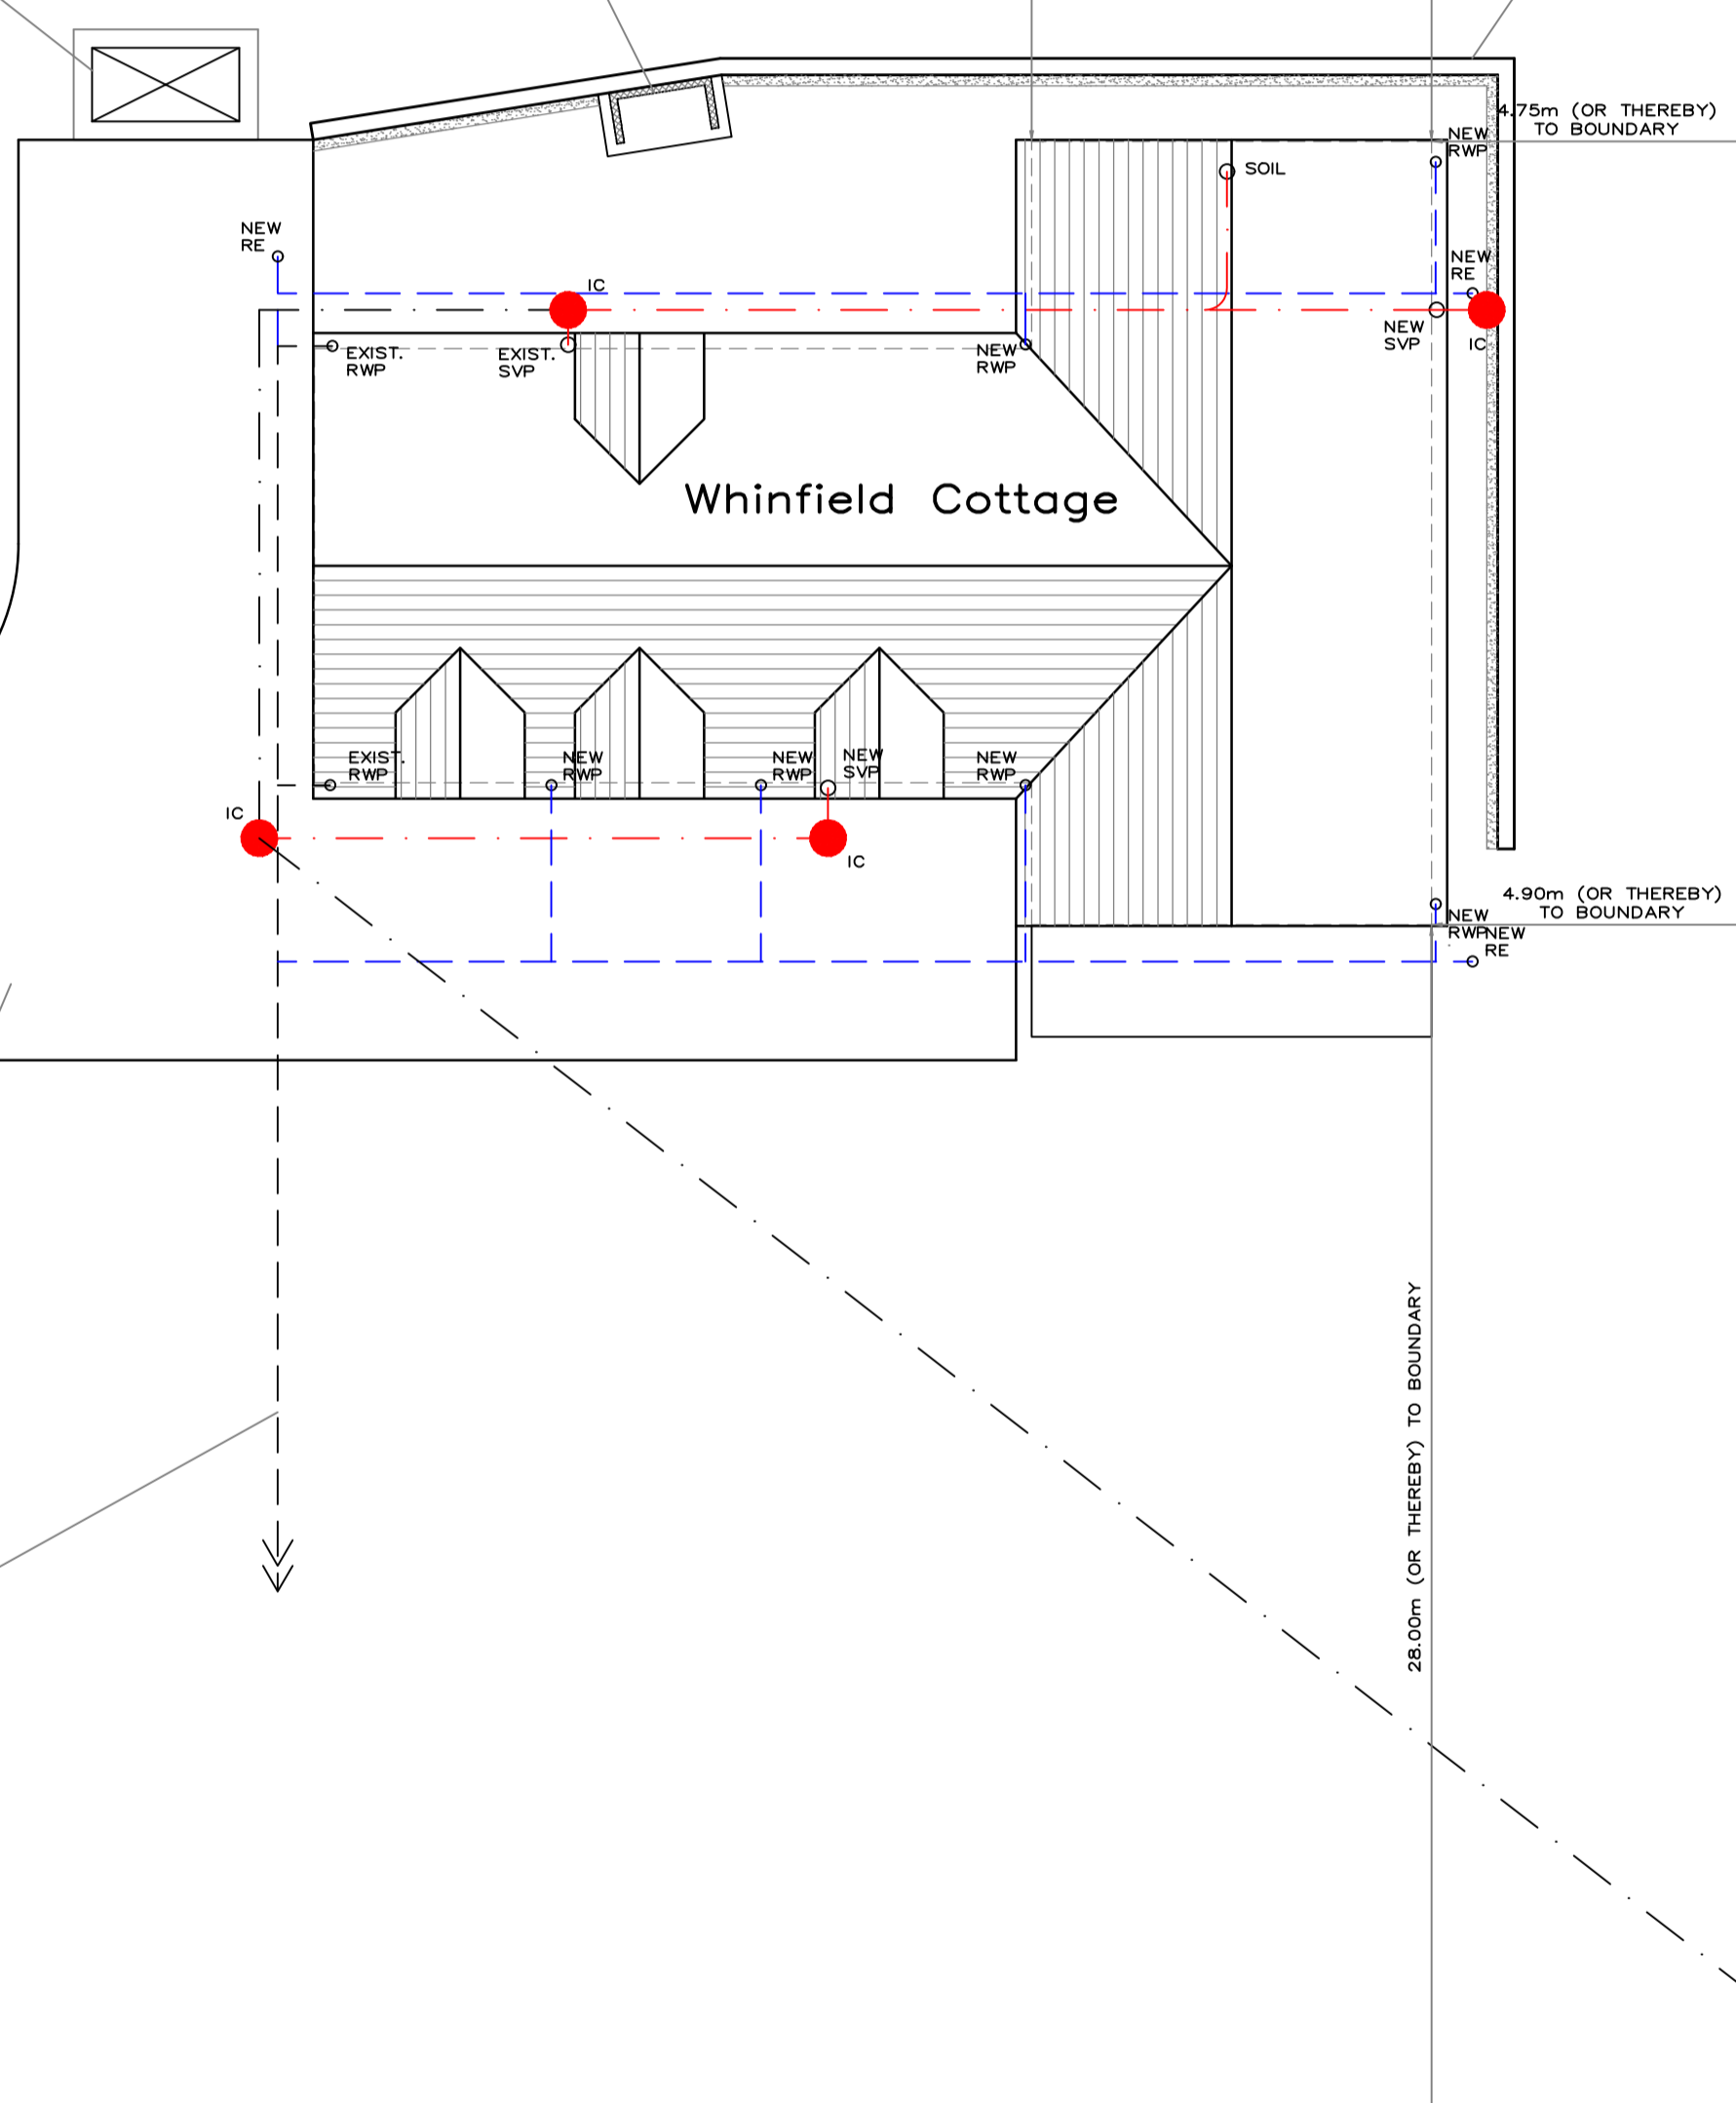 4.75m (OR THEREBY)
TO BOUNDARY
NEW
RWP
SOIL
NEW
RE
NEW
RE
IC
NEW
SVP
IC
EXIST.
RWP
EXIST.
SVP
NEW
RWP
Whinfield Cottage
EXIST.
RWP
NEW
RWP
NEW
RWP
NEW
SVP
NEW
RWP
IC
IC
4.90m (OR THEREBY)
TO BOUNDARY
NEW
RWP
NEW
RE
28.00m (OR THEREBY) TO BOUNDARY